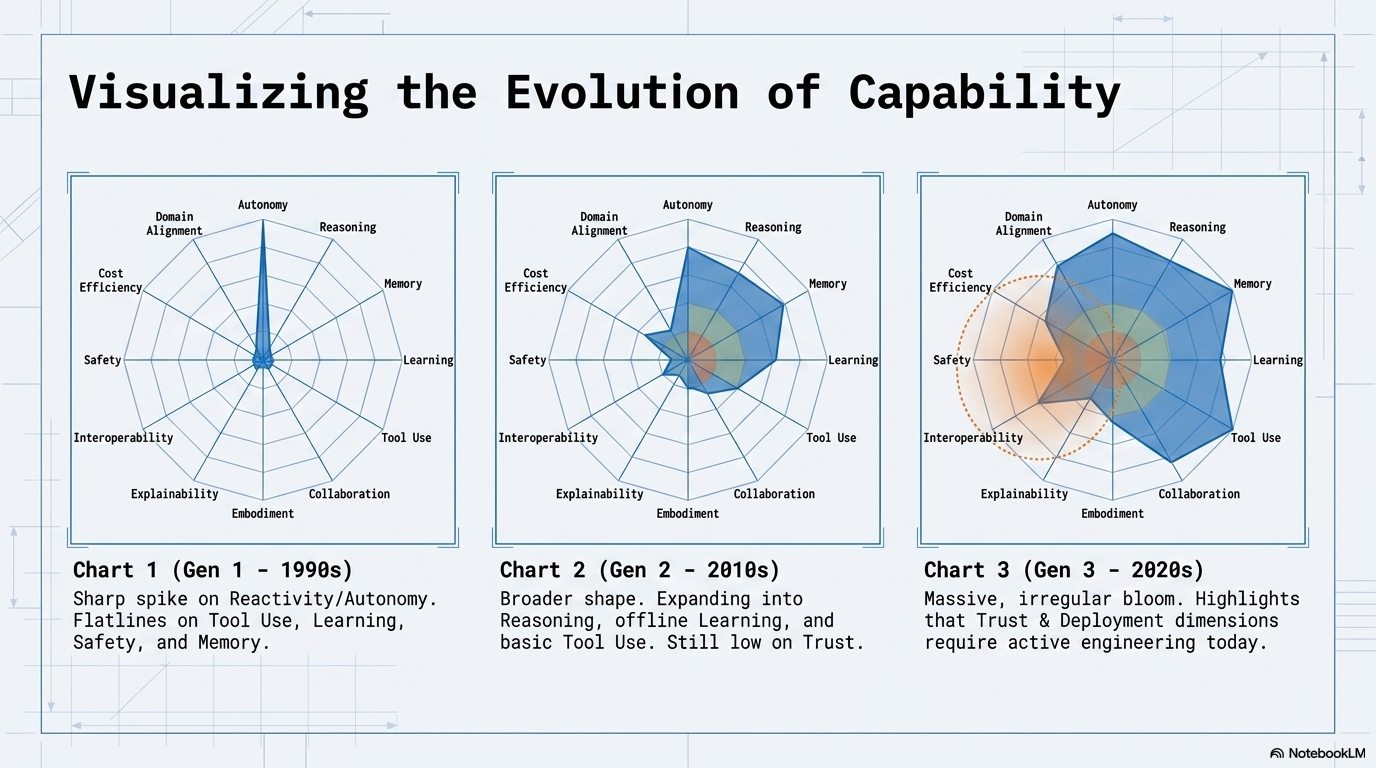 Visualizing the Evolution of Capability
Autonomy
Reasoning
Memory
Learning
Tool Use
Collaboration
Embodiment
Explainability
Interoperability
Safety
Cost
Efficiency
Domain
Alignment
Chart 1 (Gen 1 – 1990s)
Sharp spike on Reactivity/Autonomy.
Flatlines on Tool Use, Learning,
Safety, and Memory.
Autonomy
Reasoning
Memory
Learning
Tool Use
Collaboration
Embodiment
Explainability
Interoperability
Safety
Cost
Efficiency
Domain
Alignment
Chart 2 (Gen 2 – 2010s)
Broader shape. Expanding into
Reasoning, offline Learning, and
basic Tool Use. Still low on Trust.
Autonomy
Reasoning
Memory
Learning
Tool Use
Collaboration
Embodiment
Explainability
Interoperability
Safety
Cost
Efficiency
Domain
Alignment
Chart 3 (Gen 3 – 2020s)
Massive, irregular bloom. Highlights
that Trust & Deployment dimensions
require active engineering today.
NotebookLM